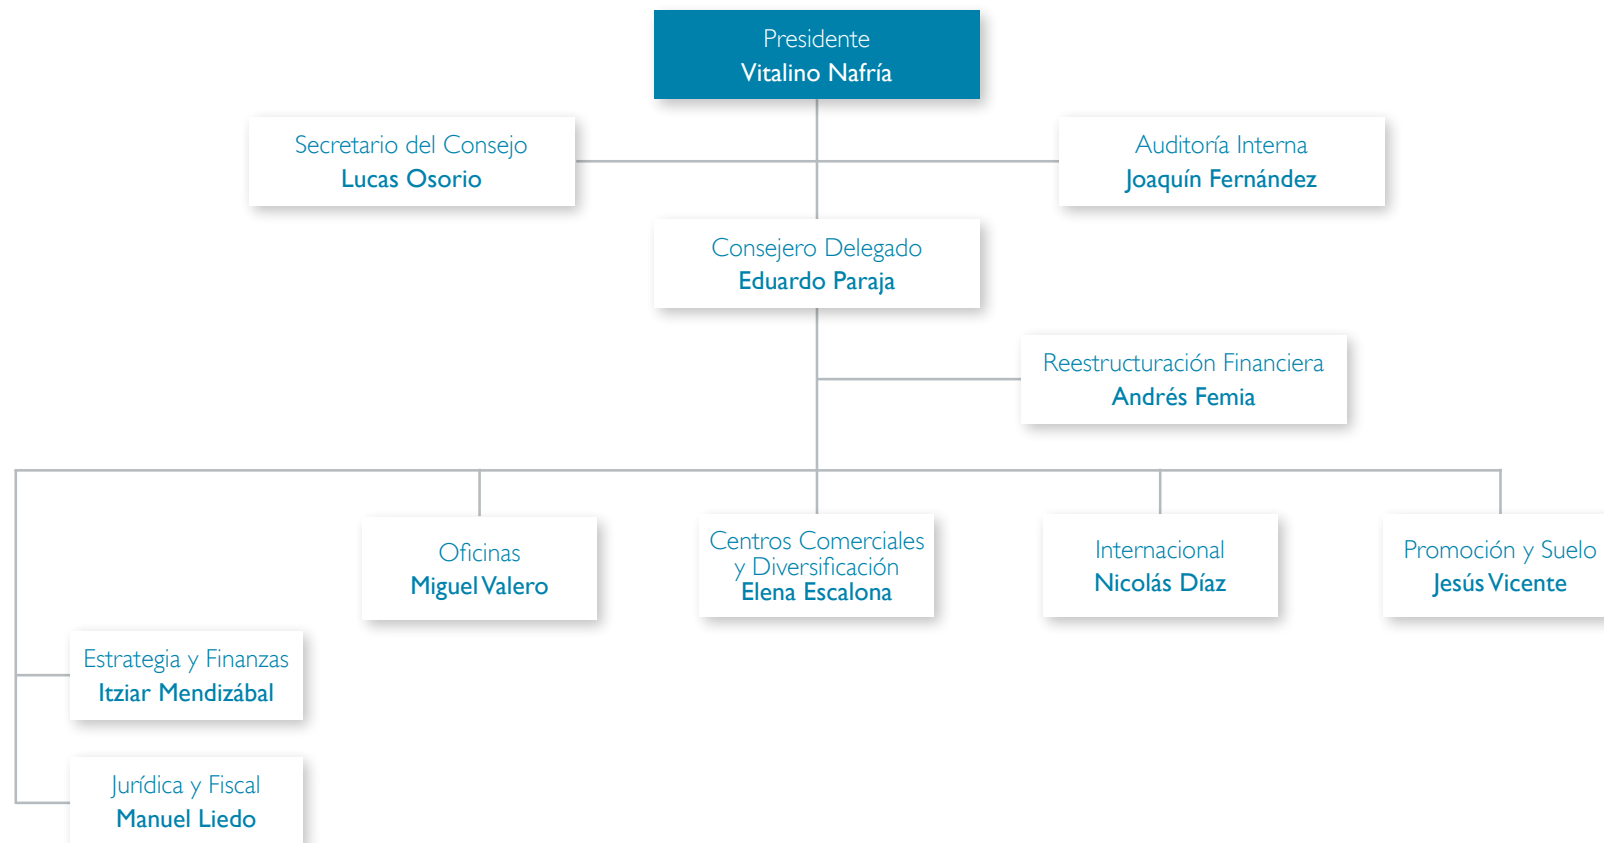 Presidente
Vitalino Nafría
Secretario del Consejo
Lucas Osorio
Auditoría Interna
Joaquín Fernández
Consejero Delegado
Eduardo Paraja
Reestructuración Financiera
Andrés Femia
Oficinas
Miguel Valero
Centros Comerciales
y Diversificación
Elena Escalona
Internacional
Nicolás Díaz
Promoción y Suelo
Jesús Vicente
Estrategia y Finanzas
Itziar Mendizábal
Jurídica y Fiscal
Manuel Liedo